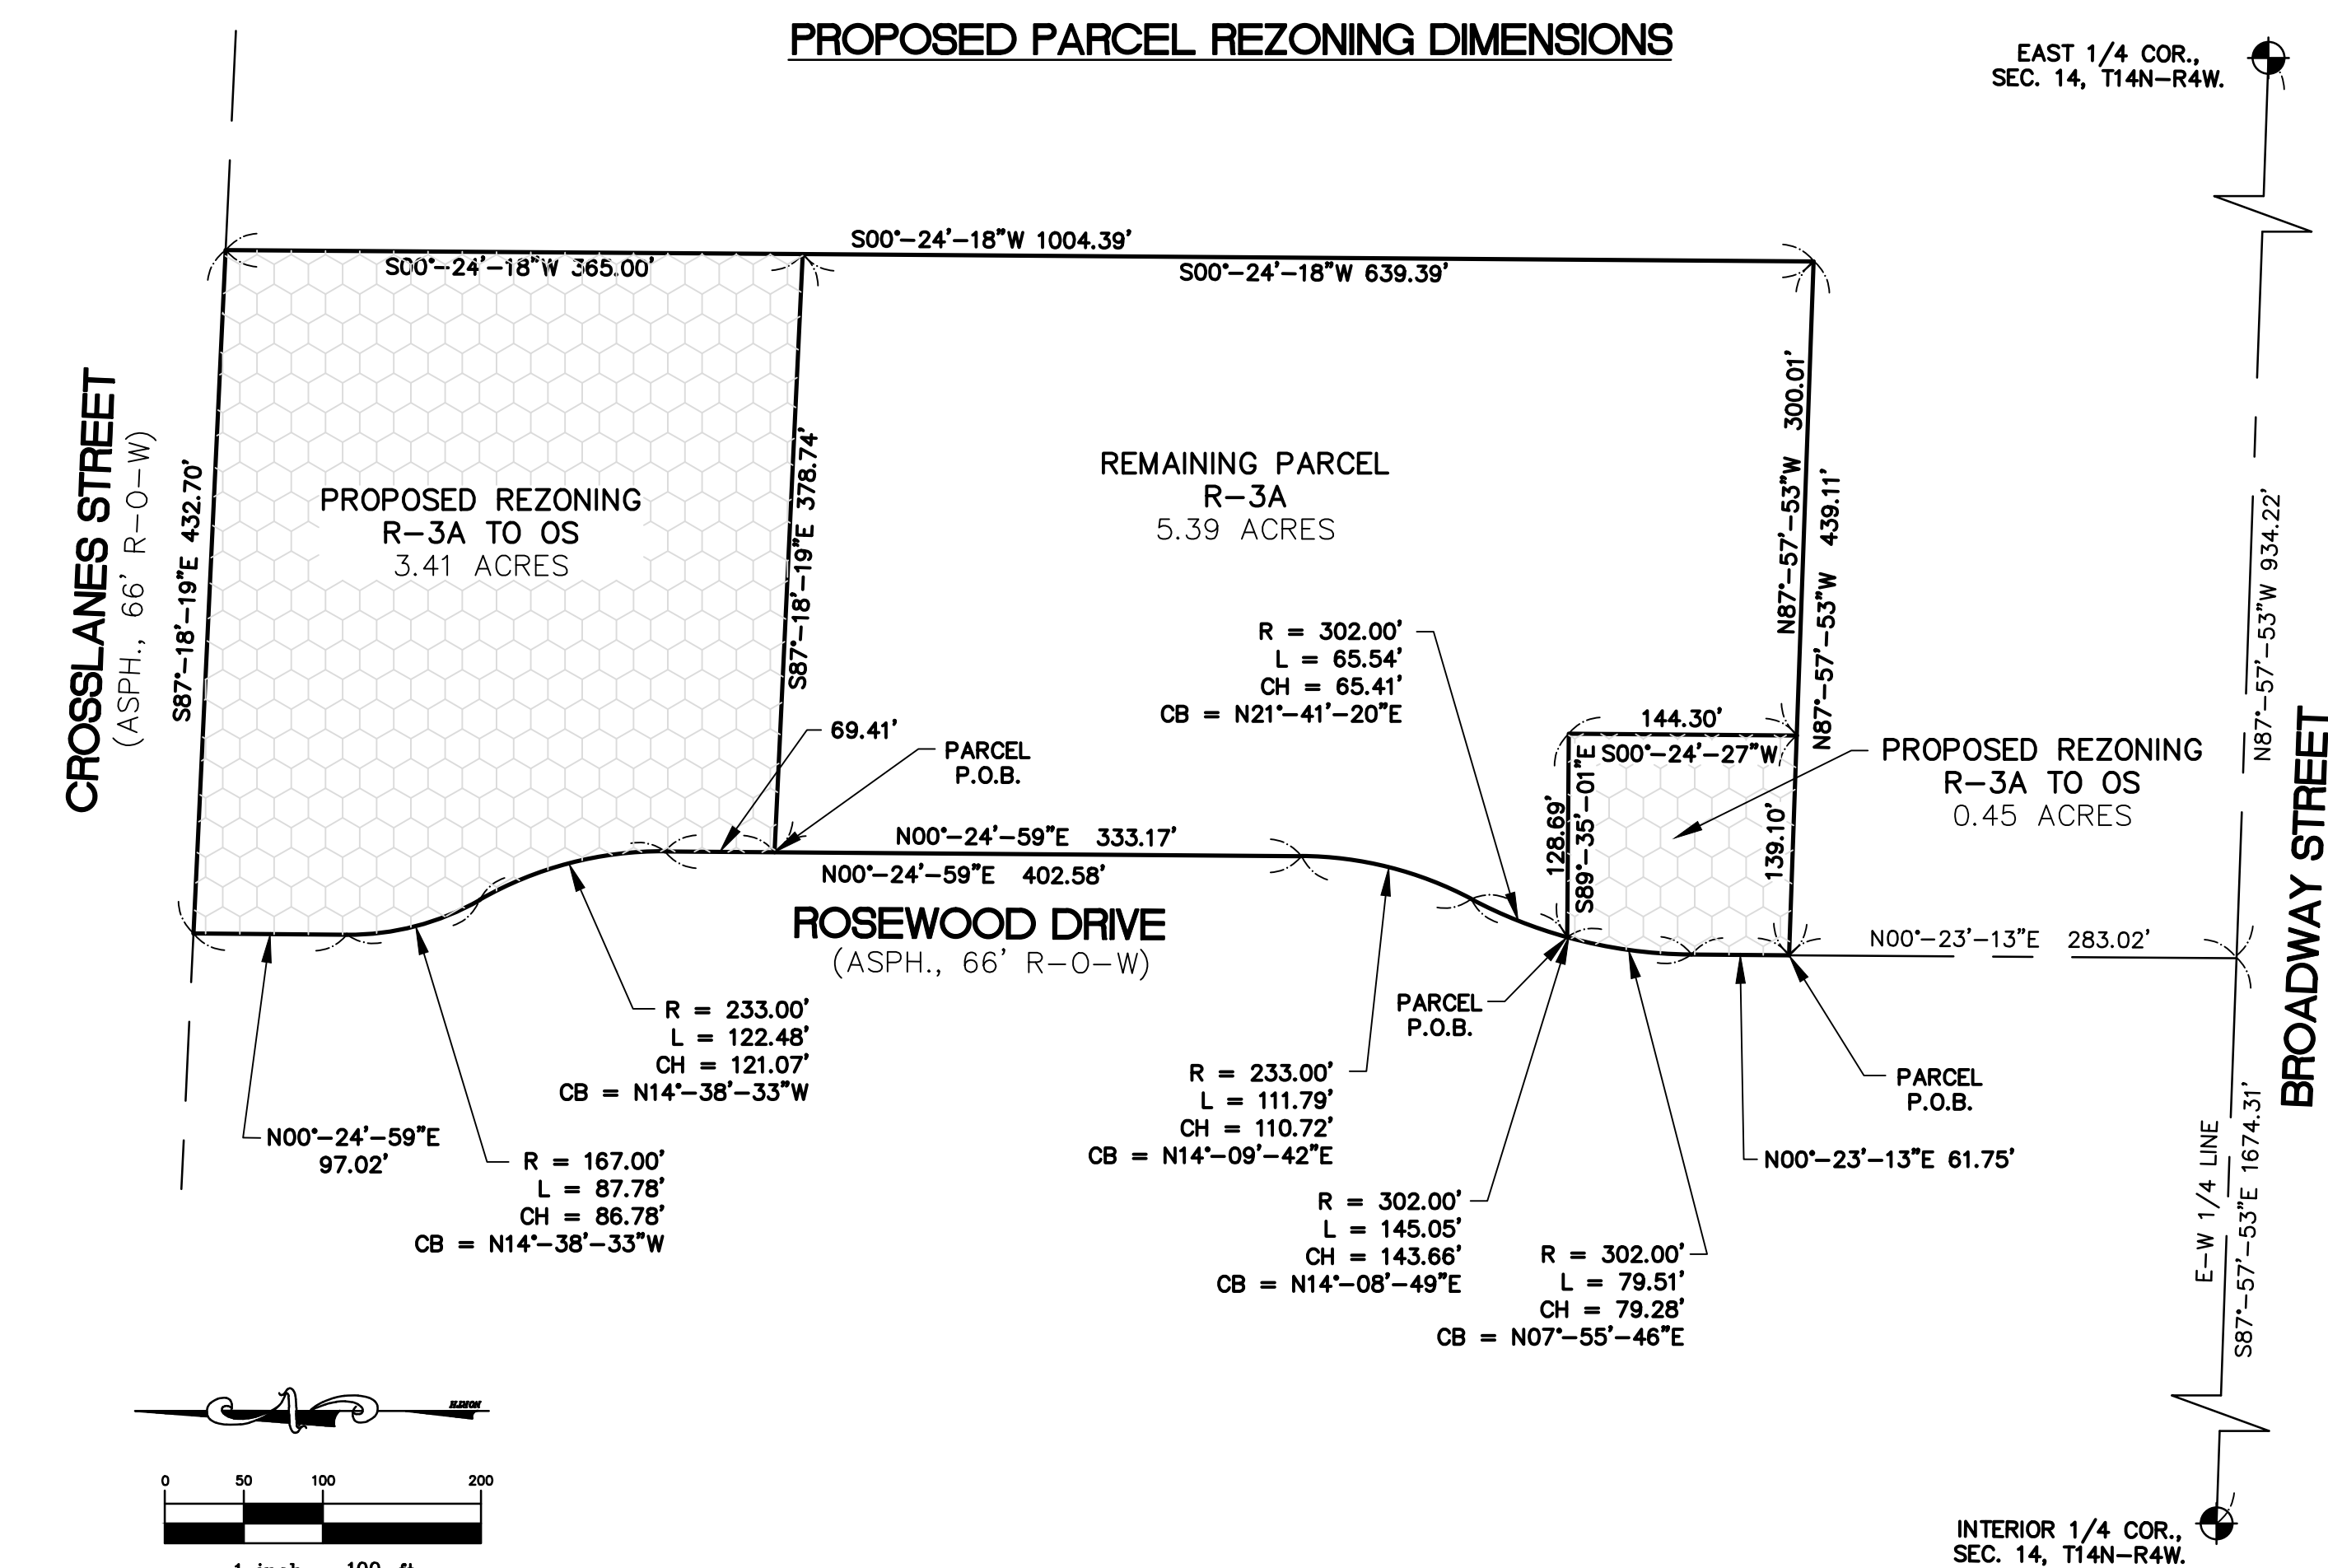 PROPOSED PARCEL REZONING DIMENSIONS
EAST 1/4 COR.,
SEC. 14, T14N-R4W.
S00°-24'-18"W 1004.39'
S00°-24'-18"W 365.00'
S00°-24'-18"W 639.39'
CROSSLANES STREET
(ASPH., 66' R-O-W)
S87°-18'-19"E 432.70'
PROPOSED REZONING
R-3A TO OS
3.41 ACRES
S87°-18'-19"E 378.74'
REMAINING PARCEL
R-3A
5.39 ACRES
N87°-57'-53"W 300.01'
N87°-57'-53"W 439.11'
N87°-57'-53"W 934.22'
R = 302.00'
L = 65.54'
CH = 65.41'
CB = N21°-41'-20"E
69.41'
PARCEL
P.O.B.
144.30'
S00°-24'-27"W
128.69'
S89°-35'-01"E
139.10'
PROPOSED REZONING
R-3A TO OS
0.45 ACRES
BROADWAY STREET
N00°-24'-59"E 333.17'
N00°-24'-59"E 402.58'
ROSEWOOD DRIVE
(ASPH., 66' R-O-W)
N00°-23'-13"E 283.02'
R = 233.00'
L = 122.48'
CH = 121.07'
CB = N14°-38'-33"W
PARCEL
P.O.B.
PARCEL
P.O.B.
R = 233.00'
L = 111.79'
CH = 110.72'
CB = N14°-09'-42"E
N00°-24'-59"E
97.02'
R = 167.00'
L = 87.78'
CH = 86.78'
CB = N14°-38'-33"W
N00°-23'-13"E 61.75'
R = 302.00'
L = 145.05'
CH = 143.66'
CB = N14°-08'-49"E
R = 302.00'
L = 79.51'
CH = 79.28'
CB = N07°-55'-46"E
E-W 1/4 LINE
S87°-57'-53"E 1674.31'
NORTH
0 50 100 200
INTERIOR 1/4 COR.,
SEC. 14, T14N-R4W.
1 inch 100 ft